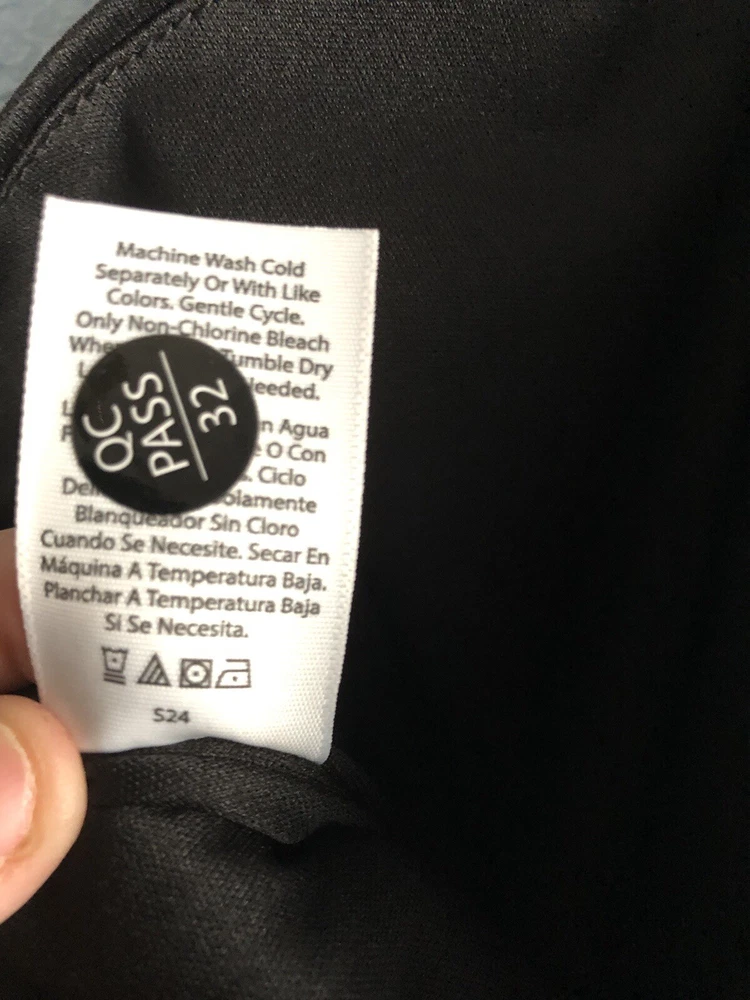 Machine Wash Cold
Separately Or With Like
Colors. Gentle Cycle.
Only Non-Chlorine Bleach
Tumble Dry
QC
PASS
32
n Agua
O Con
Ciclo
Blanqueador Sin Cloro
Cuando Se Necesite. Secar En
Máquina A Temperatura Baja.
Planchar A Temperatura Baja
Si Se Necesita.
S24